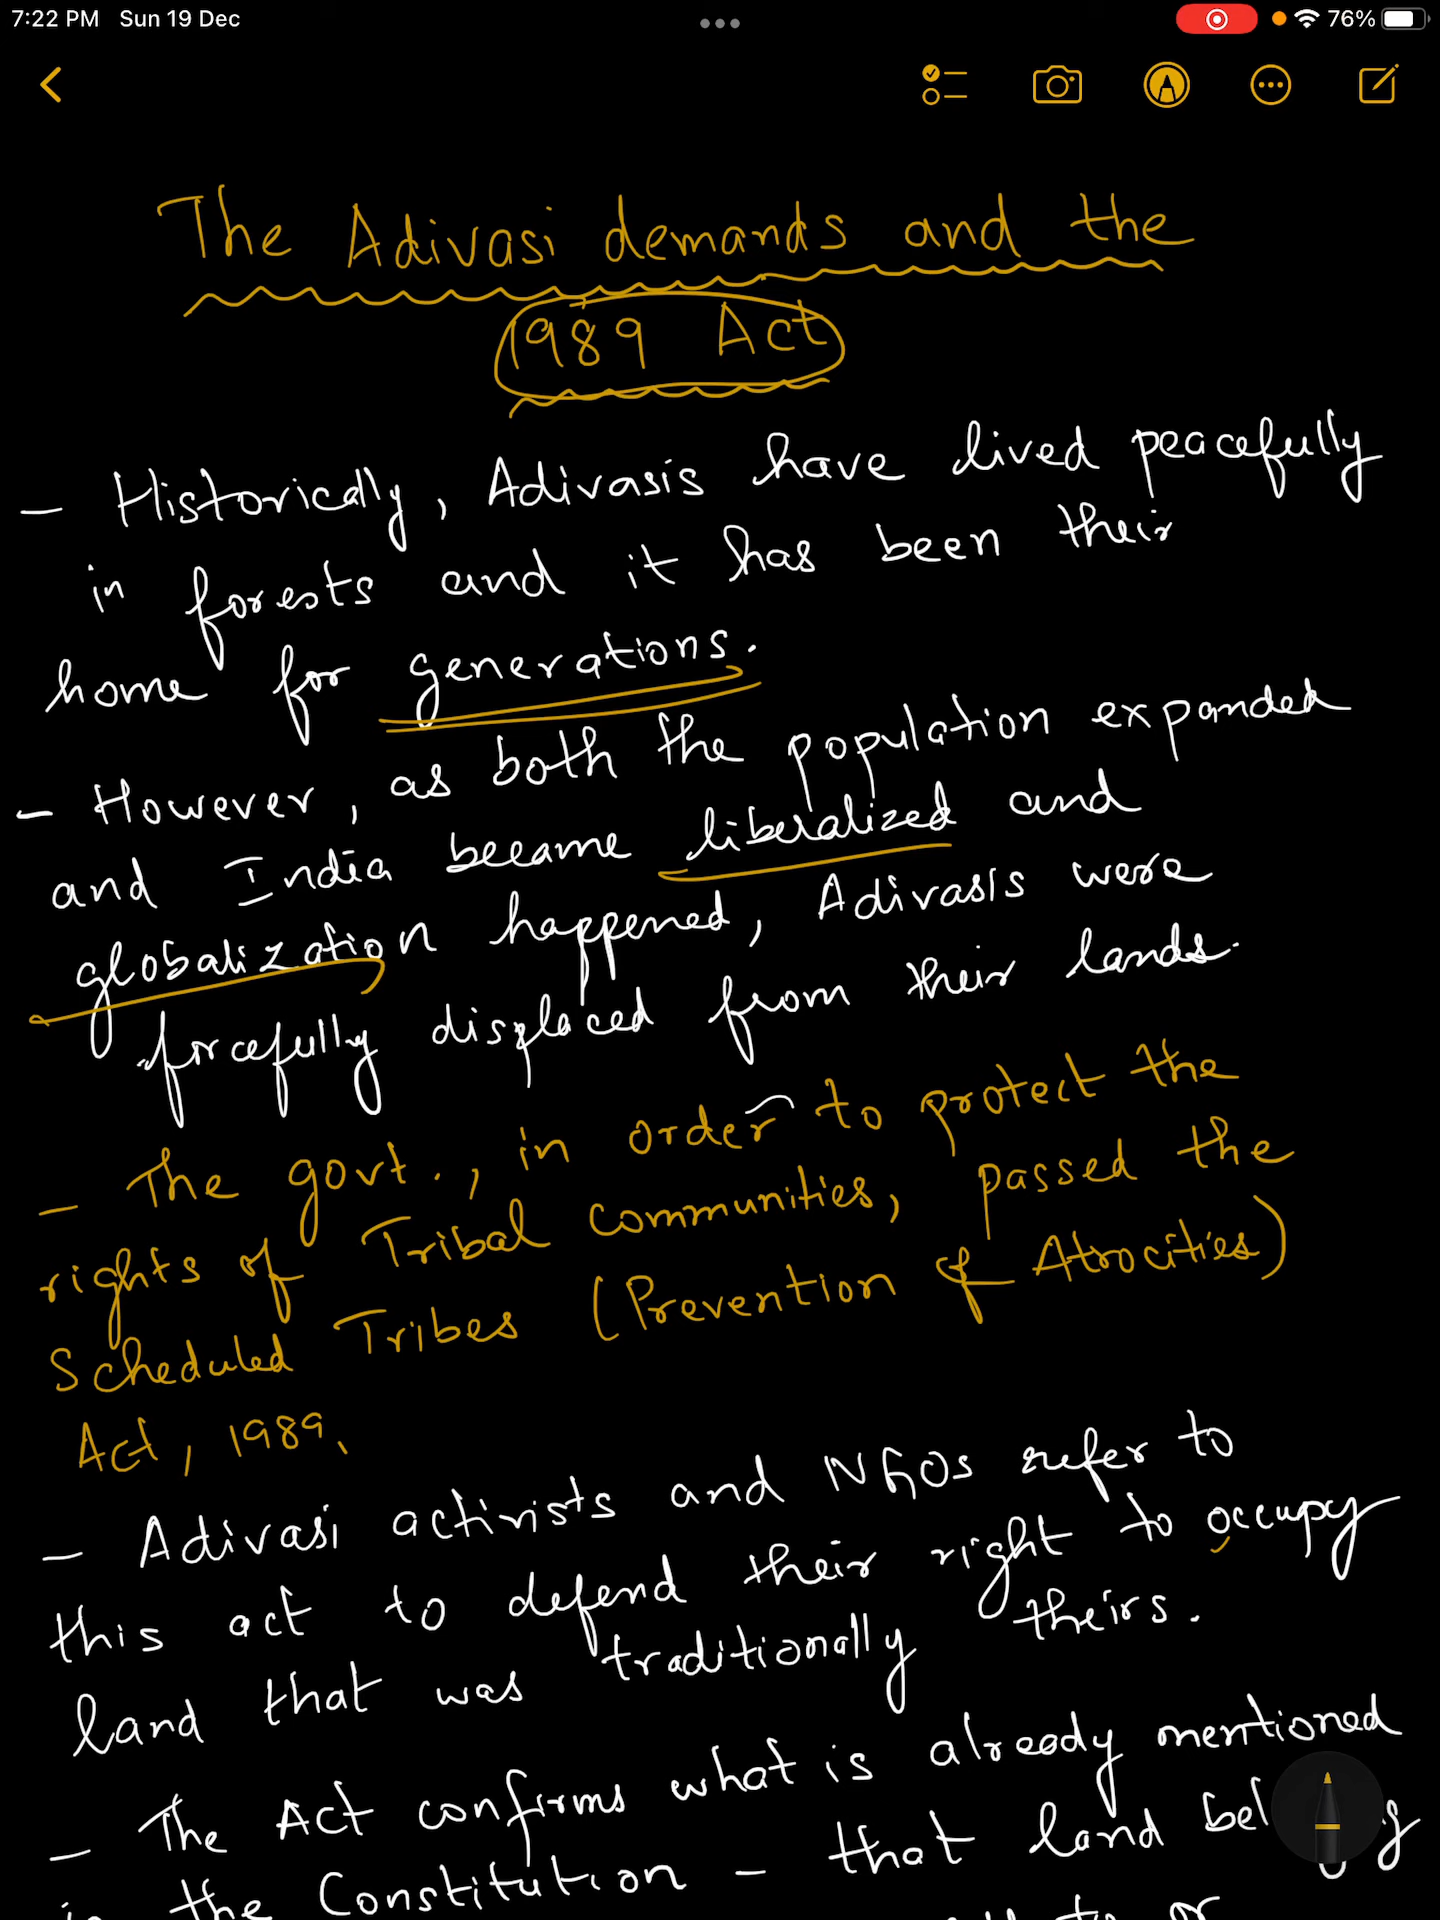 7:22 PM Sun 19 Dec
76%
The Adivasi demands and the
1989 Act
- Historically, Adivasis have lived peacefully
in forests and it has been their
home for generations.
- However, as both the population expanded
and India became liberalized and
globalization happened, Adivasis were
forcefully displaced from their lands.
- The govt., in order to protect the
rights of Tribal communities, passed the
Scheduled Tribes (Prevention of Atrocities)
Act, 1989.
- Adivasi activists and NGOs refer to
this act to defend their right to occupy
land that was traditionally theirs.
- The Act confirms what is already mentioned
in the Constitution - that land